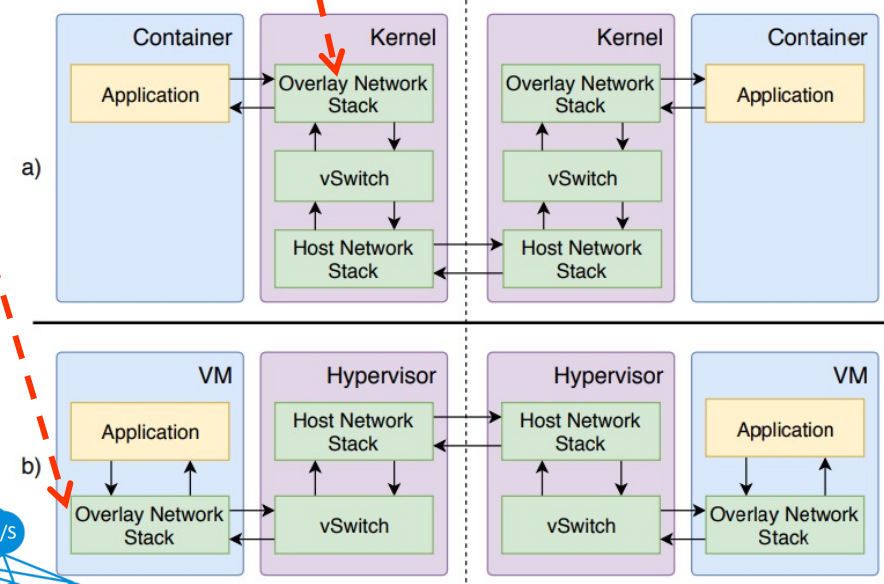 Container
Kernel
Kernel
Container
Application
Overlay Network
Stack
Overlay Network
Stack
Application
a)
vSwitch
vSwitch
Host Network
Stack
Host Network
Stack
VM
Hypervisor
Hypervisor
VM
Application
Host Network
Stack
Host Network
Stack
Application
b)
Overlay Network
Stack
vSwitch
vSwitch
Overlay Network
Stack
/S